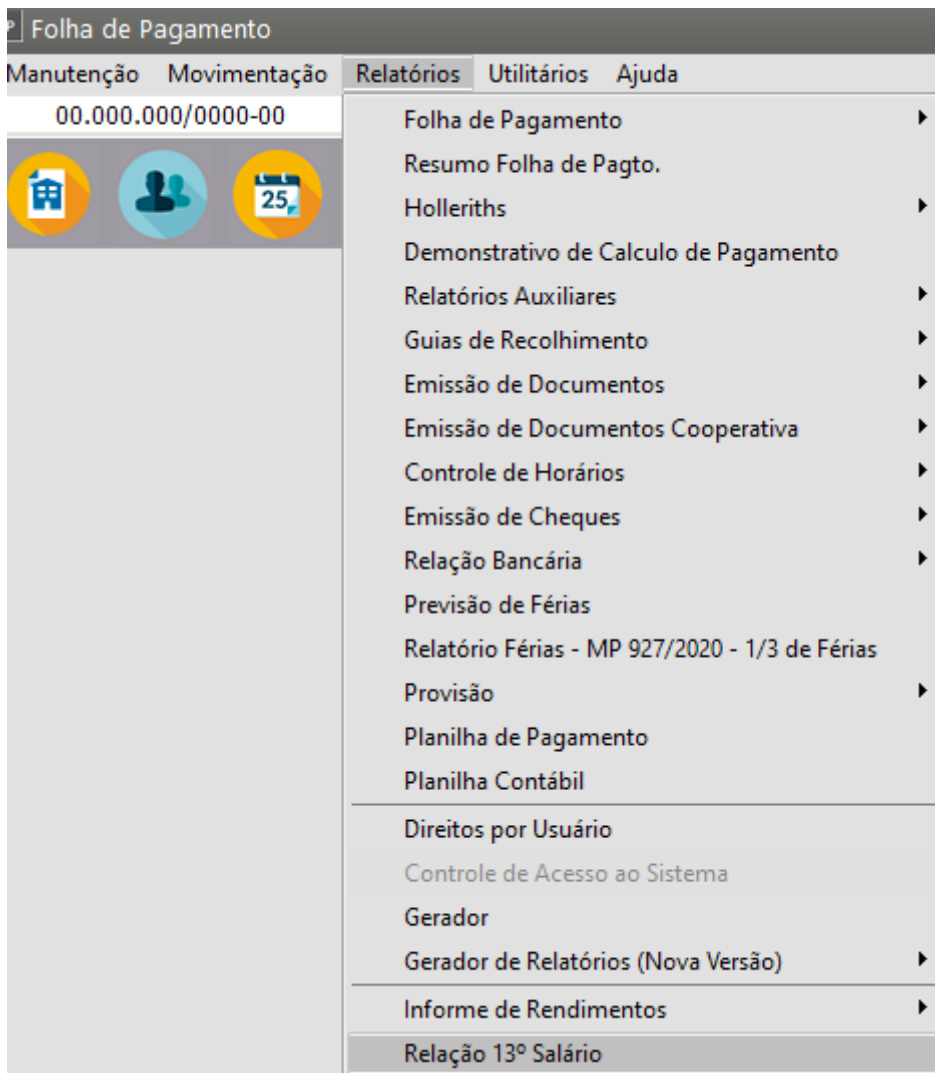 P Folha de Pagamento
Manutenção Movimentação Relatórios Utilitários Ajuda
00.000.000/0000-00
25
Folha de Pagamento
Resumo Folha de Pagto.
Holleriths
Demonstrativo de Calculo de Pagamento
Relatórios Auxiliares
Guias de Recolhimento
Emissão de Documentos
Emissão de Documentos Cooperativa
Controle de Horários
Emissão de Cheques
Relação Bancária
Previsão de Férias
Relatório Férias - MP 927/2020 - 1/3 de Férias
Provisão
Planilha de Pagamento
Planilha Contábil
Direitos por Usuário
Controle de Acesso ao Sistema
Gerador
Gerador de Relatórios (Nova Versão)
Informe de Rendimentos
Relação 13º Salário